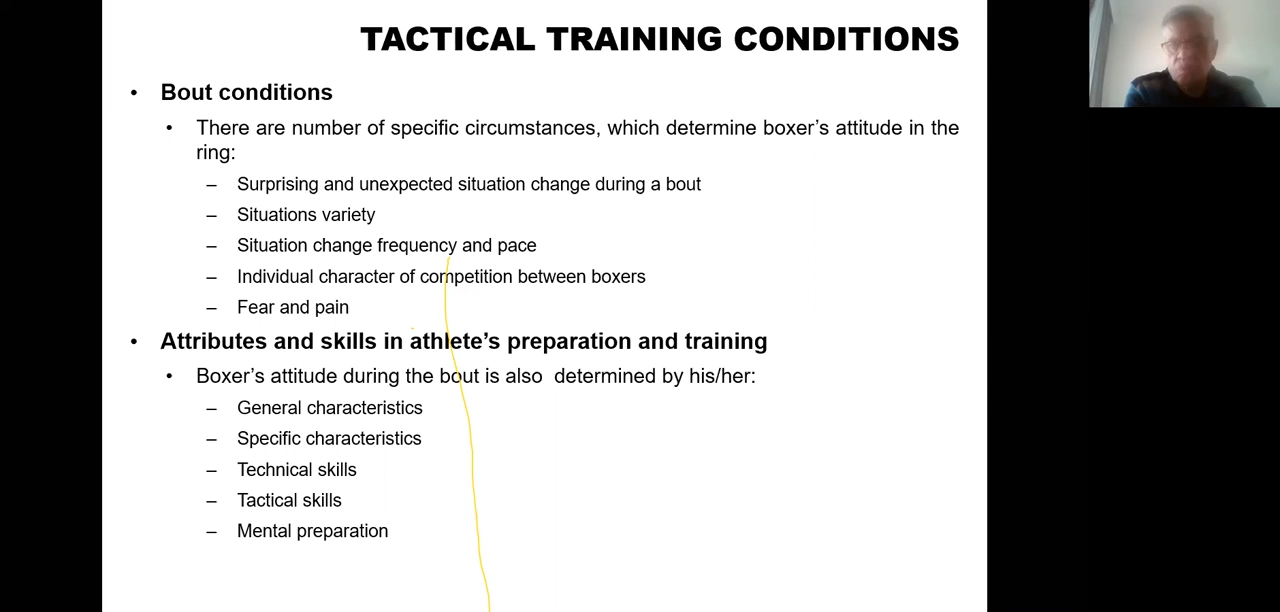 TACTICAL TRAINING CONDITIONS
• Bout conditions
• There are number of specific circumstances, which determine boxer’s attitude in the
ring:
– Surprising and unexpected situation change during a bout
– Situations variety
– Situation change frequency and pace
– Individual character of competition between boxers
– Fear and pain
• Attributes and skills in athlete’s preparation and training
• Boxer’s attitude during the bout is also  determined by his/her:
– General characteristics
– Specific characteristics
– Technical skills
– Tactical skills
– Mental preparation